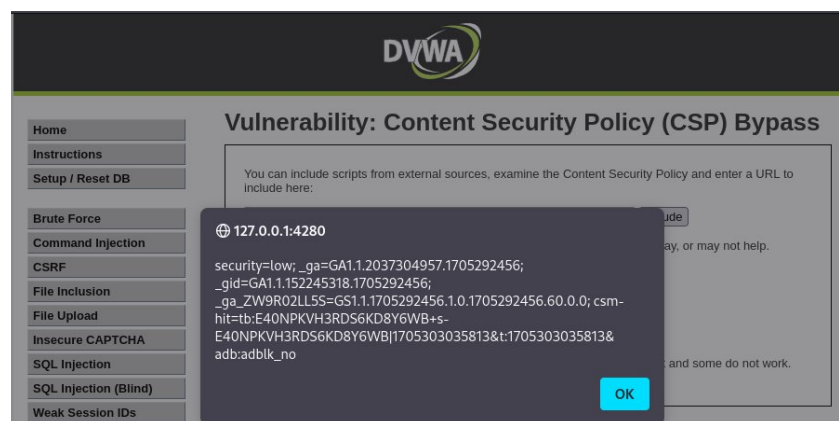 DVWA
Home
Instructions
Setup / Reset DB
Brute Force
Command Injection
CSRF
File Inclusion
File Upload
Insecure CAPTCHA
SQL Injection
SQL Injection (Blind)
Weak Session IDs
Vulnerability: Content Security Policy (CSP) Bypass
You can include scripts from external sources, examine the Content Security Policy and enter a URL to
include here:
ay, or may not help.
and some do not work.
127.0.0.1:4280
security=low; _ga=GA1.1.2037304957.1705292456;
_gid=GA1.1.152245318.1705292456;
_ga_ZW9R02LL5S=GS1.1.1705292456.1.0.1705292456.60.0.0; csm-
hit=tb:E40NPKVH3RDS6KD8Y6WB+s-
E40NPKVH3RDS6KD8Y6WB|1705303035813&t:1705303035813&
adb:adblk_no
OK